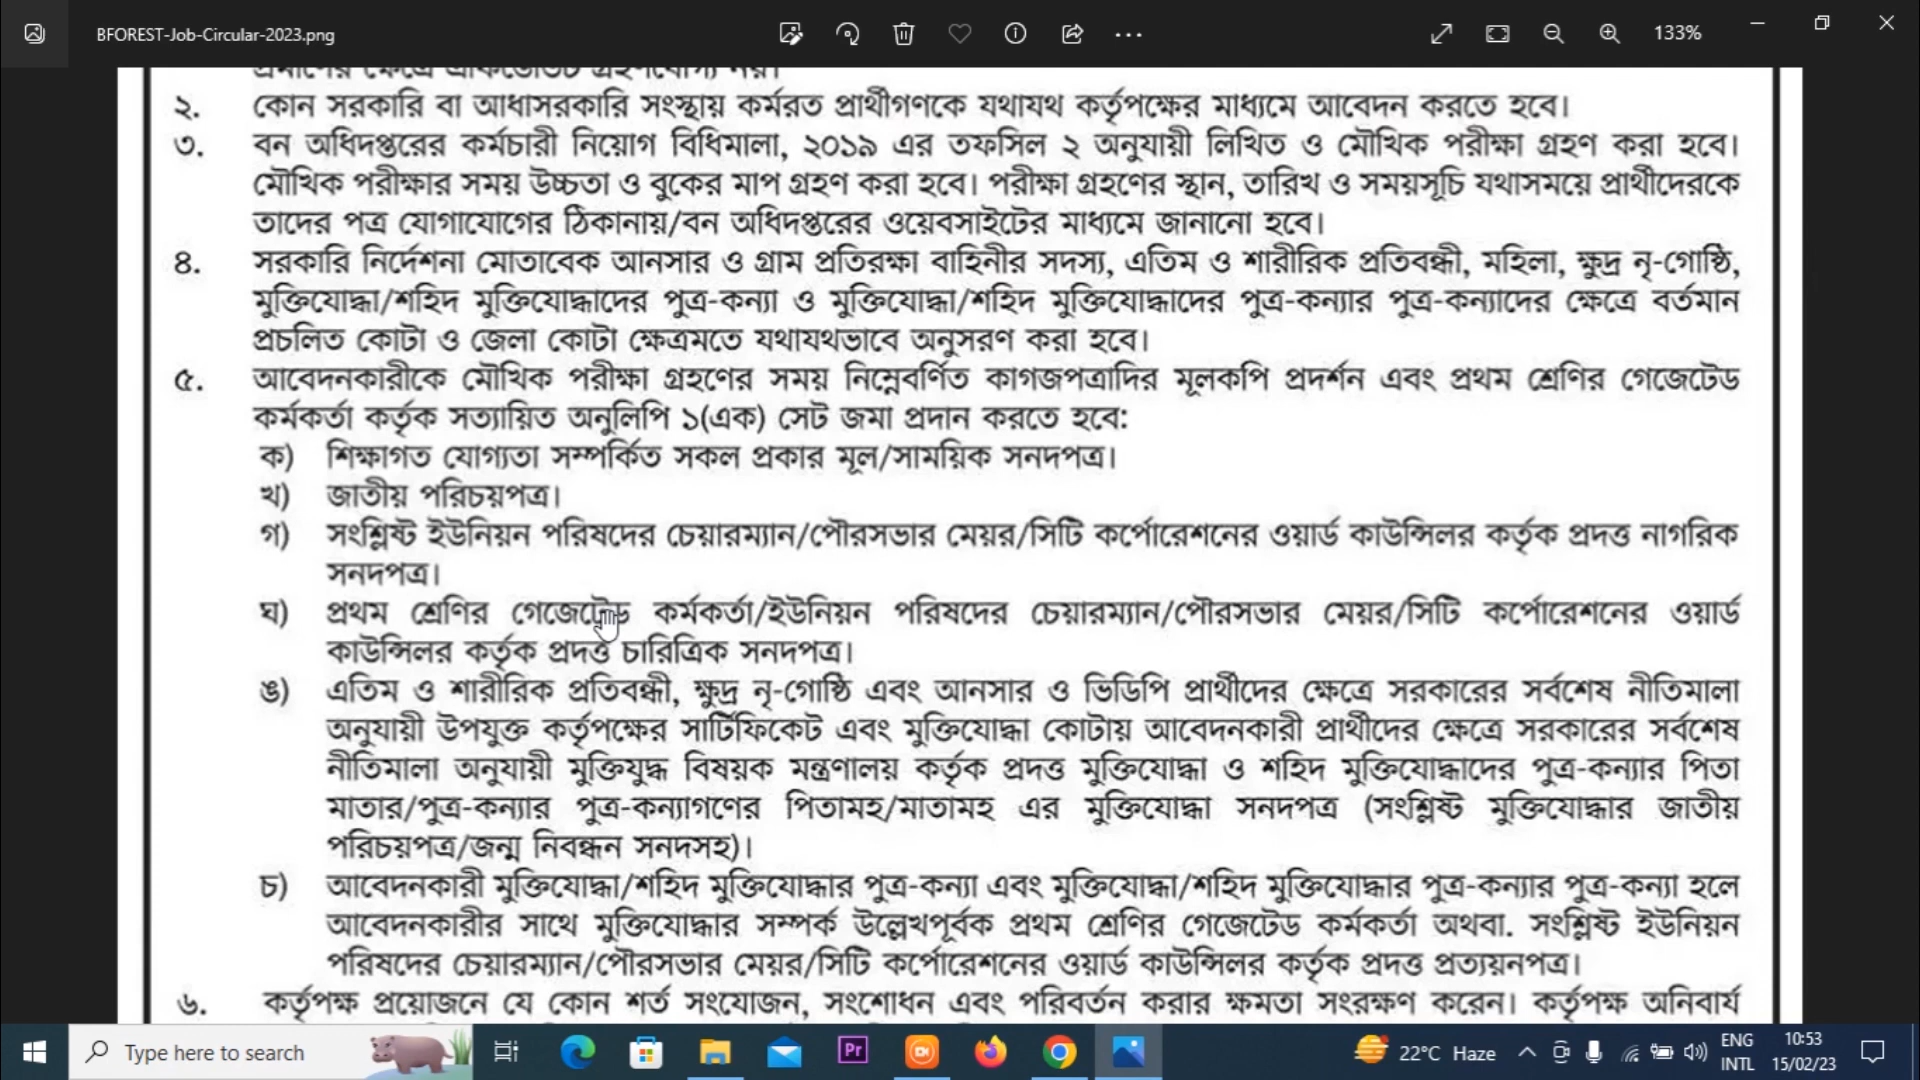 BFOREST-Job-Circular-2023.png
133%
২. কোন সরকারি বা আধাসরকারি সংস্থায় কর্মরত প্রার্থীগণকে যথাযথ কর্তৃপক্ষের মাধ্যমে আবেদন করতে হবে।
৩. বন অধিদপ্তরের কর্মচারী নিয়োগ বিধিমালা, ২০১৯ এর তফসিল ২ অনুযায়ী লিখিত ও মৌখিক পরীক্ষা গ্রহণ করা হবে।
মৌখিক পরীক্ষার সময় উচ্চতা ও বুকের মাপ গ্রহণ করা হবে। পরীক্ষা গ্রহণের স্থান, তারিখ ও সময়সূচি যথাসময়ে প্রার্থীদেরকে
তাদের পত্র যোগাযোগের ঠিকানায়/বন অধিদপ্তরের ওয়েবসাইটের মাধ্যমে জানানো হবে।
৪. সরকারি নির্দেশনা মোতাবেক আনসার ও গ্রাম প্রতিরক্ষা বাহিনীর সদস্য, এতিম ও শারীরিক প্রতিবন্ধী, মহিলা, ক্ষুদ্র নৃ-গোষ্ঠি,
মুক্তিযোদ্ধা/শহিদ মুক্তিযোদ্ধাদের পুত্র-কন্যা ও মুক্তিযোদ্ধা/শহিদ মুক্তিযোদ্ধাদের পুত্র-কন্যার পুত্র-কন্যাদের ক্ষেত্রে বর্তমান
প্রচলিত কোটা ও জেলা কোটা ক্ষেত্রমতে যথাযথভাবে অনুসরণ করা হবে।
৫. আবেদনকারীকে মৌখিক পরীক্ষা গ্রহণের সময় নিম্নেবর্ণিত কাগজপত্রাদির মূলকপি প্রদর্শন এবং প্রথম শ্রেণির গেজেটেড
কর্মকর্তা কর্তৃক সত্যায়িত অনুলিপি ১(এক) সেট জমা প্রদান করতে হবে:
ক) শিক্ষাগত যোগ্যতা সম্পর্কিত সকল প্রকার মূল/সাময়িক সনদপত্র।
খ) জাতীয় পরিচয়পত্র।
গ) সংশ্লিষ্ট ইউনিয়ন পরিষদের চেয়ারম্যান/পৌরসভার মেয়র/সিটি কর্পোরেশনের ওয়ার্ড কাউন্সিলর কর্তৃক প্রদত্ত নাগরিক
সনদপত্র।
ঘ) প্রথম শ্রেণির গেজেটেড কর্মকর্তা/ইউনিয়ন পরিষদের চেয়ারম্যান/পৌরসভার মেয়র/সিটি কর্পোরেশনের ওয়ার্ড
কাউন্সিলর কর্তৃক প্রদত্ত চারিত্রিক সনদপত্র।
ঙ) এতিম ও শারীরিক প্রতিবন্ধী, ক্ষুদ্র নৃ-গোষ্ঠি এবং আনসার ও ভিডিপি প্রার্থীদের ক্ষেত্রে সরকারের সর্বশেষ নীতিমালা
অনুযায়ী উপযুক্ত কর্তৃপক্ষের সার্টিফিকেট এবং মুক্তিযোদ্ধা কোটায় আবেদনকারী প্রার্থীদের ক্ষেত্রে সরকারের সর্বশেষ
নীতিমালা অনুযায়ী মুক্তিযুদ্ধ বিষয়ক মন্ত্রণালয় কর্তৃক প্রদত্ত মুক্তিযোদ্ধা ও শহিদ মুক্তিযোদ্ধাদের পুত্র-কন্যার পিতা
মাতার/পুত্র-কন্যার পুত্র-কন্যাগণের পিতামহ/মাতামহ এর মুক্তিযোদ্ধা সনদপত্র (সংশ্লিষ্ট মুক্তিযোদ্ধার জাতীয়
পরিচয়পত্র/জন্ম নিবন্ধন সনদসহ)।
চ) আবেদনকারী মুক্তিযোদ্ধা/শহিদ মুক্তিযোদ্ধার পুত্র-কন্যা এবং মুক্তিযোদ্ধা/শহিদ মুক্তিযোদ্ধার পুত্র-কন্যার পুত্র-কন্যা হলে
আবেদনকারীর সাথে মুক্তিযোদ্ধার সম্পর্ক উল্লেখপূর্বক প্রথম শ্রেণির গেজেটেড কর্মকর্তা অথবা. সংশ্লিষ্ট ইউনিয়ন
পরিষদের চেয়ারম্যান/পৌরসভার মেয়র/সিটি কর্পোরেশনের ওয়ার্ড কাউন্সিলর কর্তৃক প্রদত্ত প্রত্যয়নপত্র।
৬. কর্তৃপক্ষ প্রয়োজনে যে কোন শর্ত সংযোজন, সংশোধন এবং পরিবর্তন করার ক্ষমতা সংরক্ষণ করেন। কর্তৃপক্ষ অনিবার্য
Type here to search
Pr
22°C Haze
ENG
INTL
10:53
15/02/23